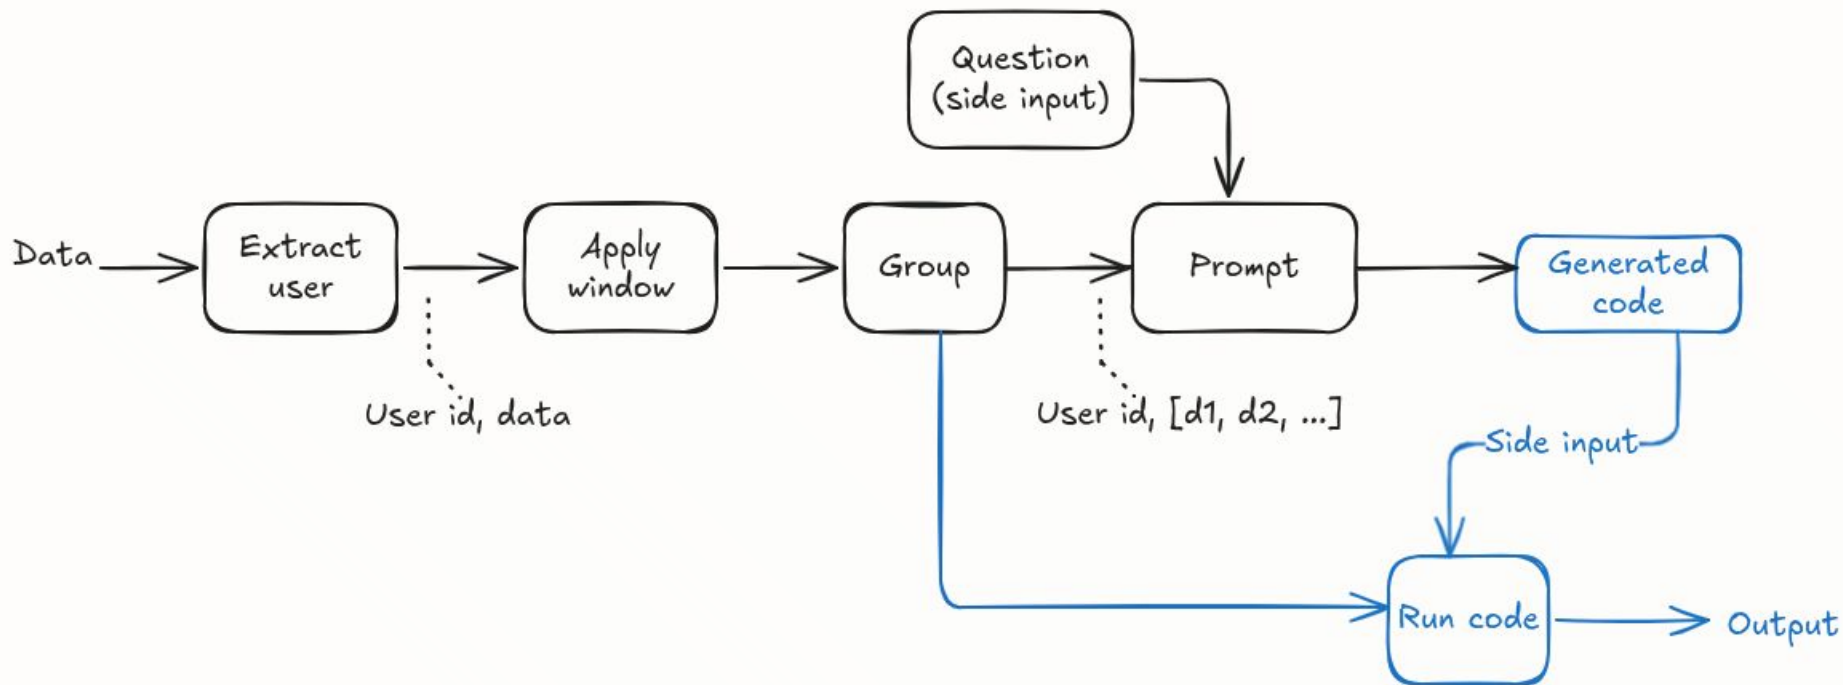 Question
(side input)
Data
Extract
user
Apply
window
Group
Prompt
Generated
code
User id, data
User id, [d1, d2, ...]
Side input
Run code
Output